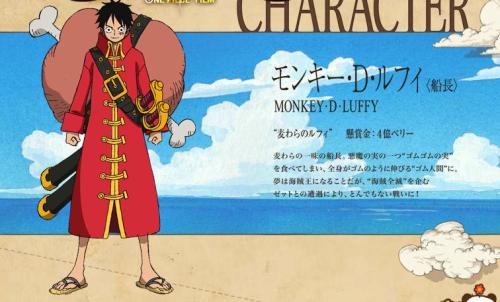 ONE PIECE FILM
CHARACTER
モンキー・D・ルフィ〈船長〉
MONKEY・D・LUFFY
“麦わらのルフィ” 懸賞金：4億ベリー
麦わらの一味の船長。悪魔の実の一つ“ゴムゴムの実”
を食べてしまい、全身がゴムのように伸びる“ゴム人間”に。
夢は海賊王になることだが、“海賊全滅”を企む
ゼットとの遭遇により、とんでもない戦いに！